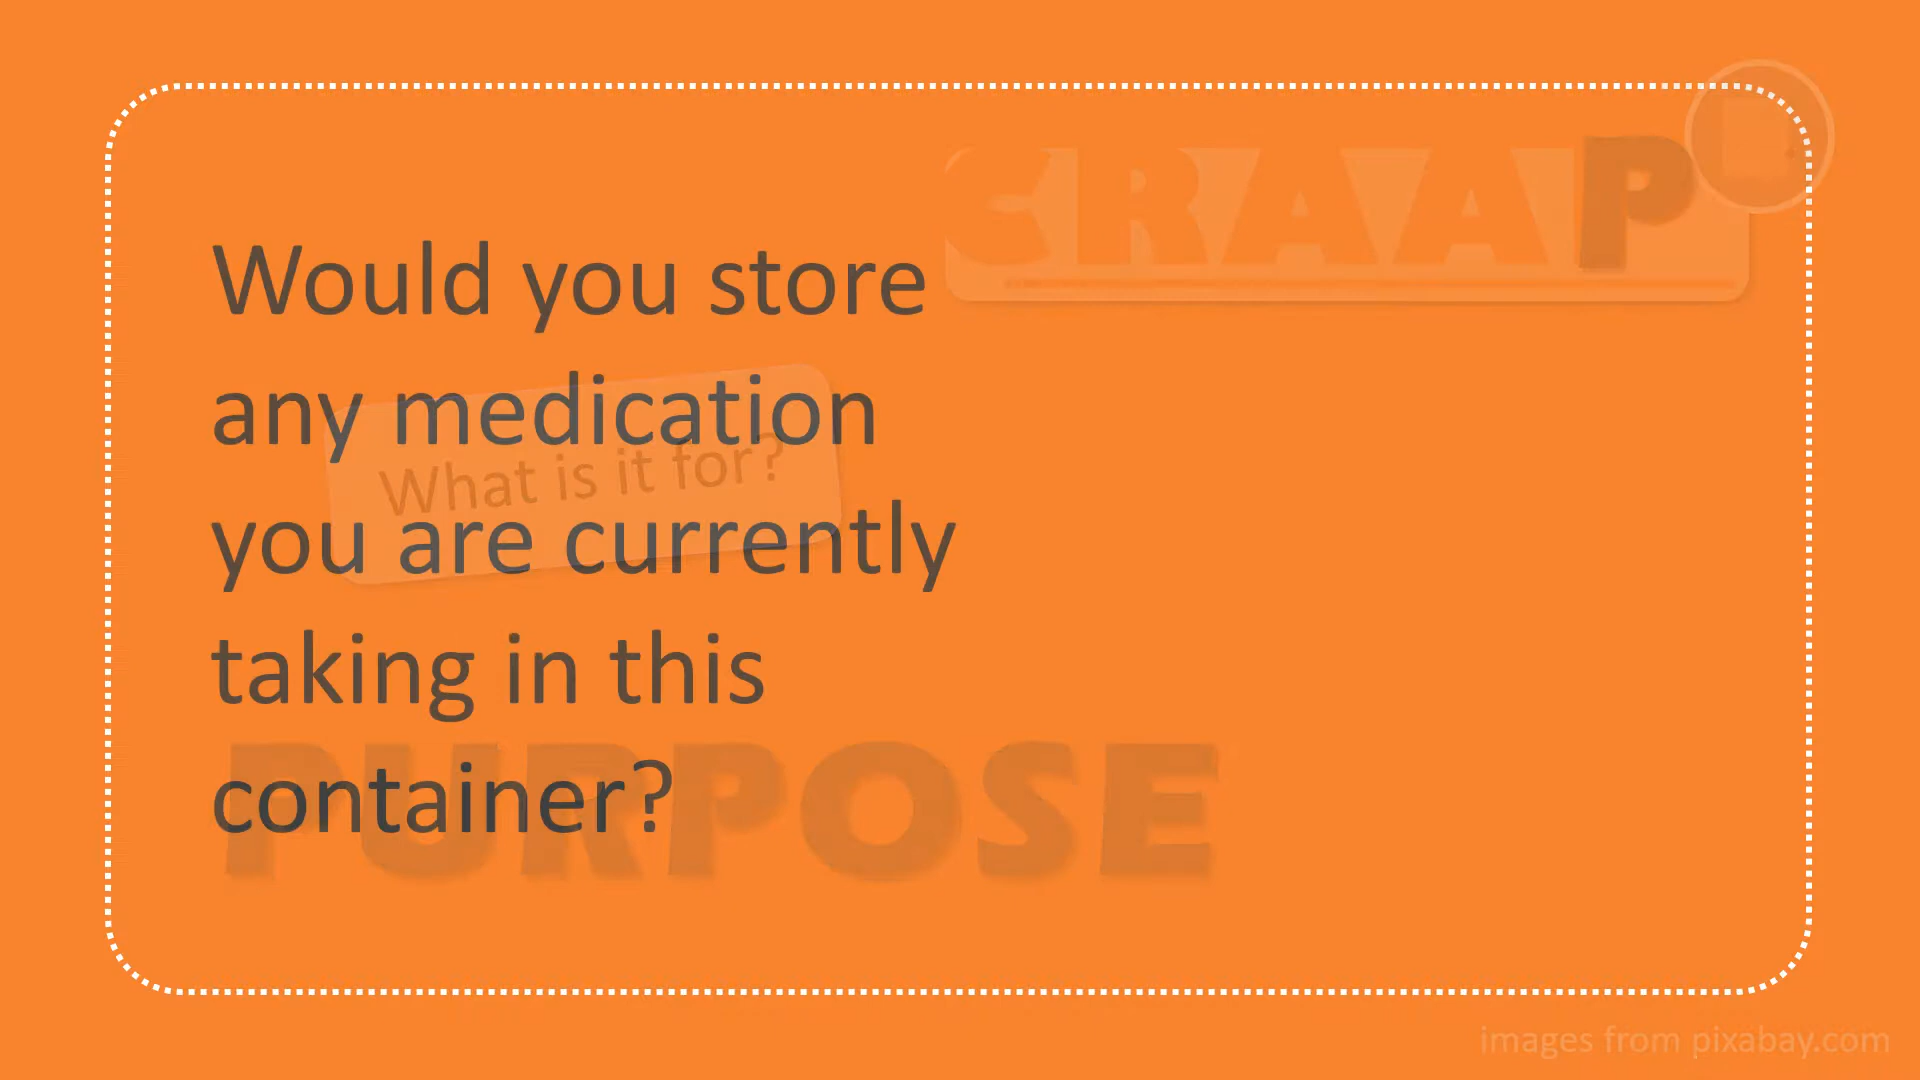 CRAAP
Would you store
any medication
What is it for?
you are currently
taking in this
container?
PURPOSE
images from pixabay.com